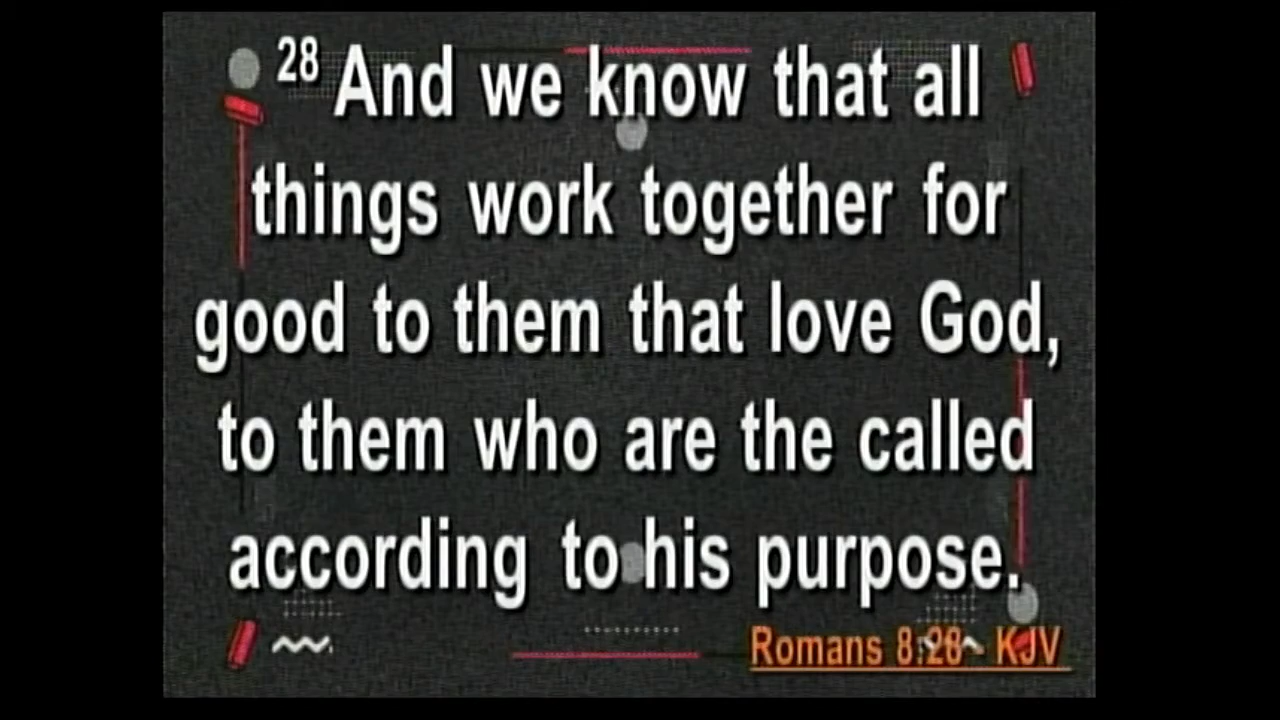 28 And we know that all
things work together for
good to them that love God,
to them who are the called
according to his purpose.
Romans 8:28 - KJV